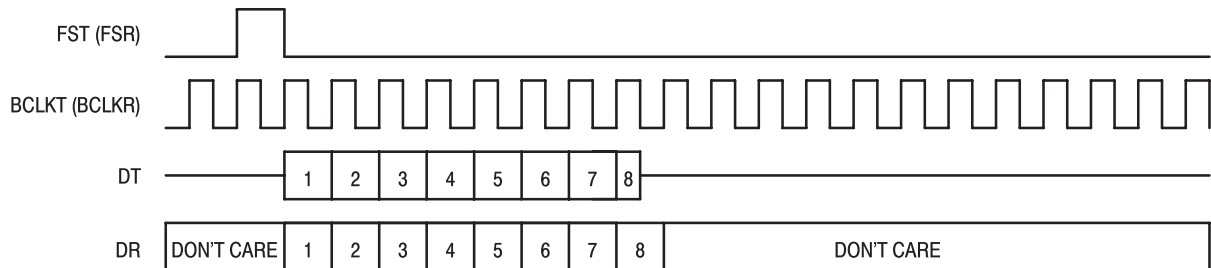 FST (FSR)
BCLKT (BCLKR)
DT 1 2 3 4 5 6 7 8
DR DON'T CARE 1 2 3 4 5 6 7 8 DON'T CARE